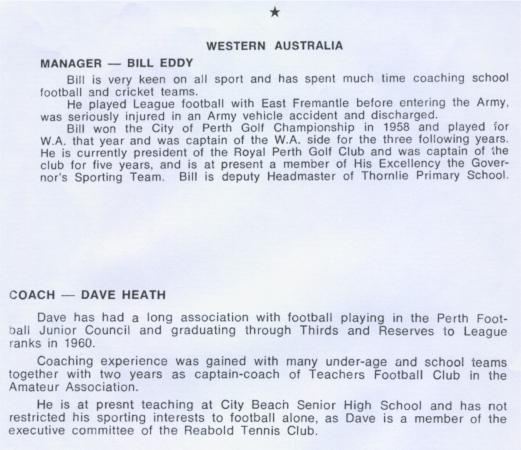 ★
WESTERN AUSTRALIA
MANAGER — BILL EDDY
Bill is very keen on all sport and has spent much time coaching school
football and cricket teams.
He played League football with East Fremantle before entering the Army,
was seriously injured in an Army vehicle accident and discharged.
Bill won the City of Perth Golf Championship in 1958 and played for
W.A. that year and was captain of the W.A. side for the three following years.
He is currently president of the Royal Perth Golf Club and was captain of the
club for five years, and is at present a member of His Excellency the Gover-
nor's Sporting Team. Bill is deputy Headmaster of Thornlie Primary School.
COACH — DAVE HEATH
Dave has had a long association with football playing in the Perth Foot-
ball Junior Council and graduating through Thirds and Reserves to League
ranks in 1960.
Coaching experience was gained with many under-age and school teams
together with two years as captain-coach of Teachers Football Club in the
Amateur Association.
He is at presnt teaching at City Beach Senior High School and has not
restricted his sporting interests to football alone, as Dave is a member of the
executive committee of the Reabold Tennis Club.